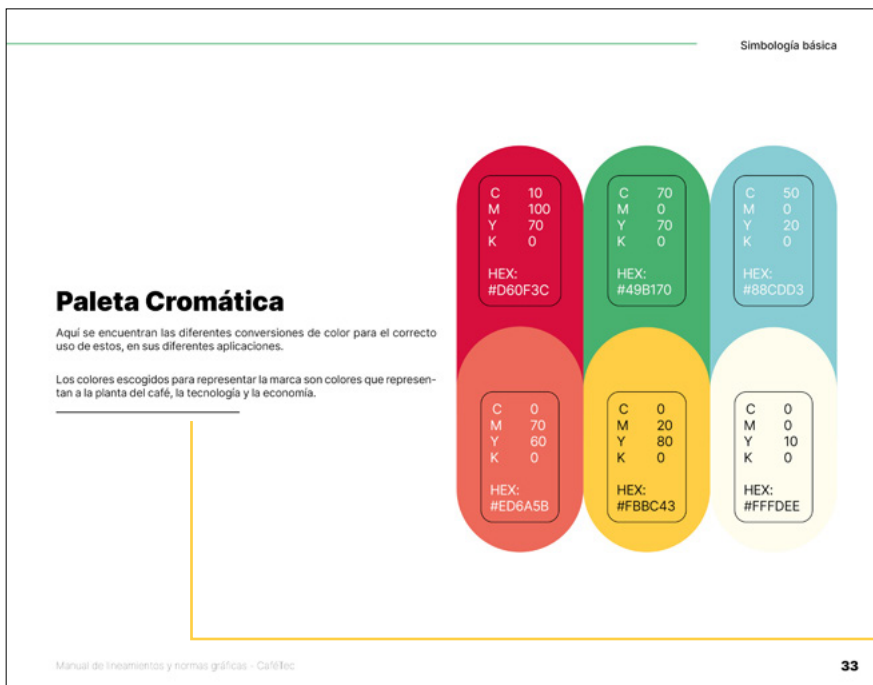 Simbología básica
C 10
M 100
Y 70
K 0
HEX:
#D60F3C
C 70
M 0
Y 70
K 0
HEX:
#49B170
C 50
M 0
Y 20
K 0
HEX:
#88CDD3
Paleta Cromática
Aquí se encuentran las diferentes conversiones de color para el correcto
uso de estos, en sus diferentes aplicaciones.
Los colores escogidos para representar la marca son colores que represen-
tan a la planta del café, la tecnología y la economía.
C 0
M 70
Y 60
K 0
HEX:
#ED6A5B
C 0
M 20
Y 80
K 0
HEX:
#FBBC43
C 0
M 0
Y 10
K 0
HEX:
#FFFDEE
Manual de lineamientos y normas gráficas - CaféTec
33